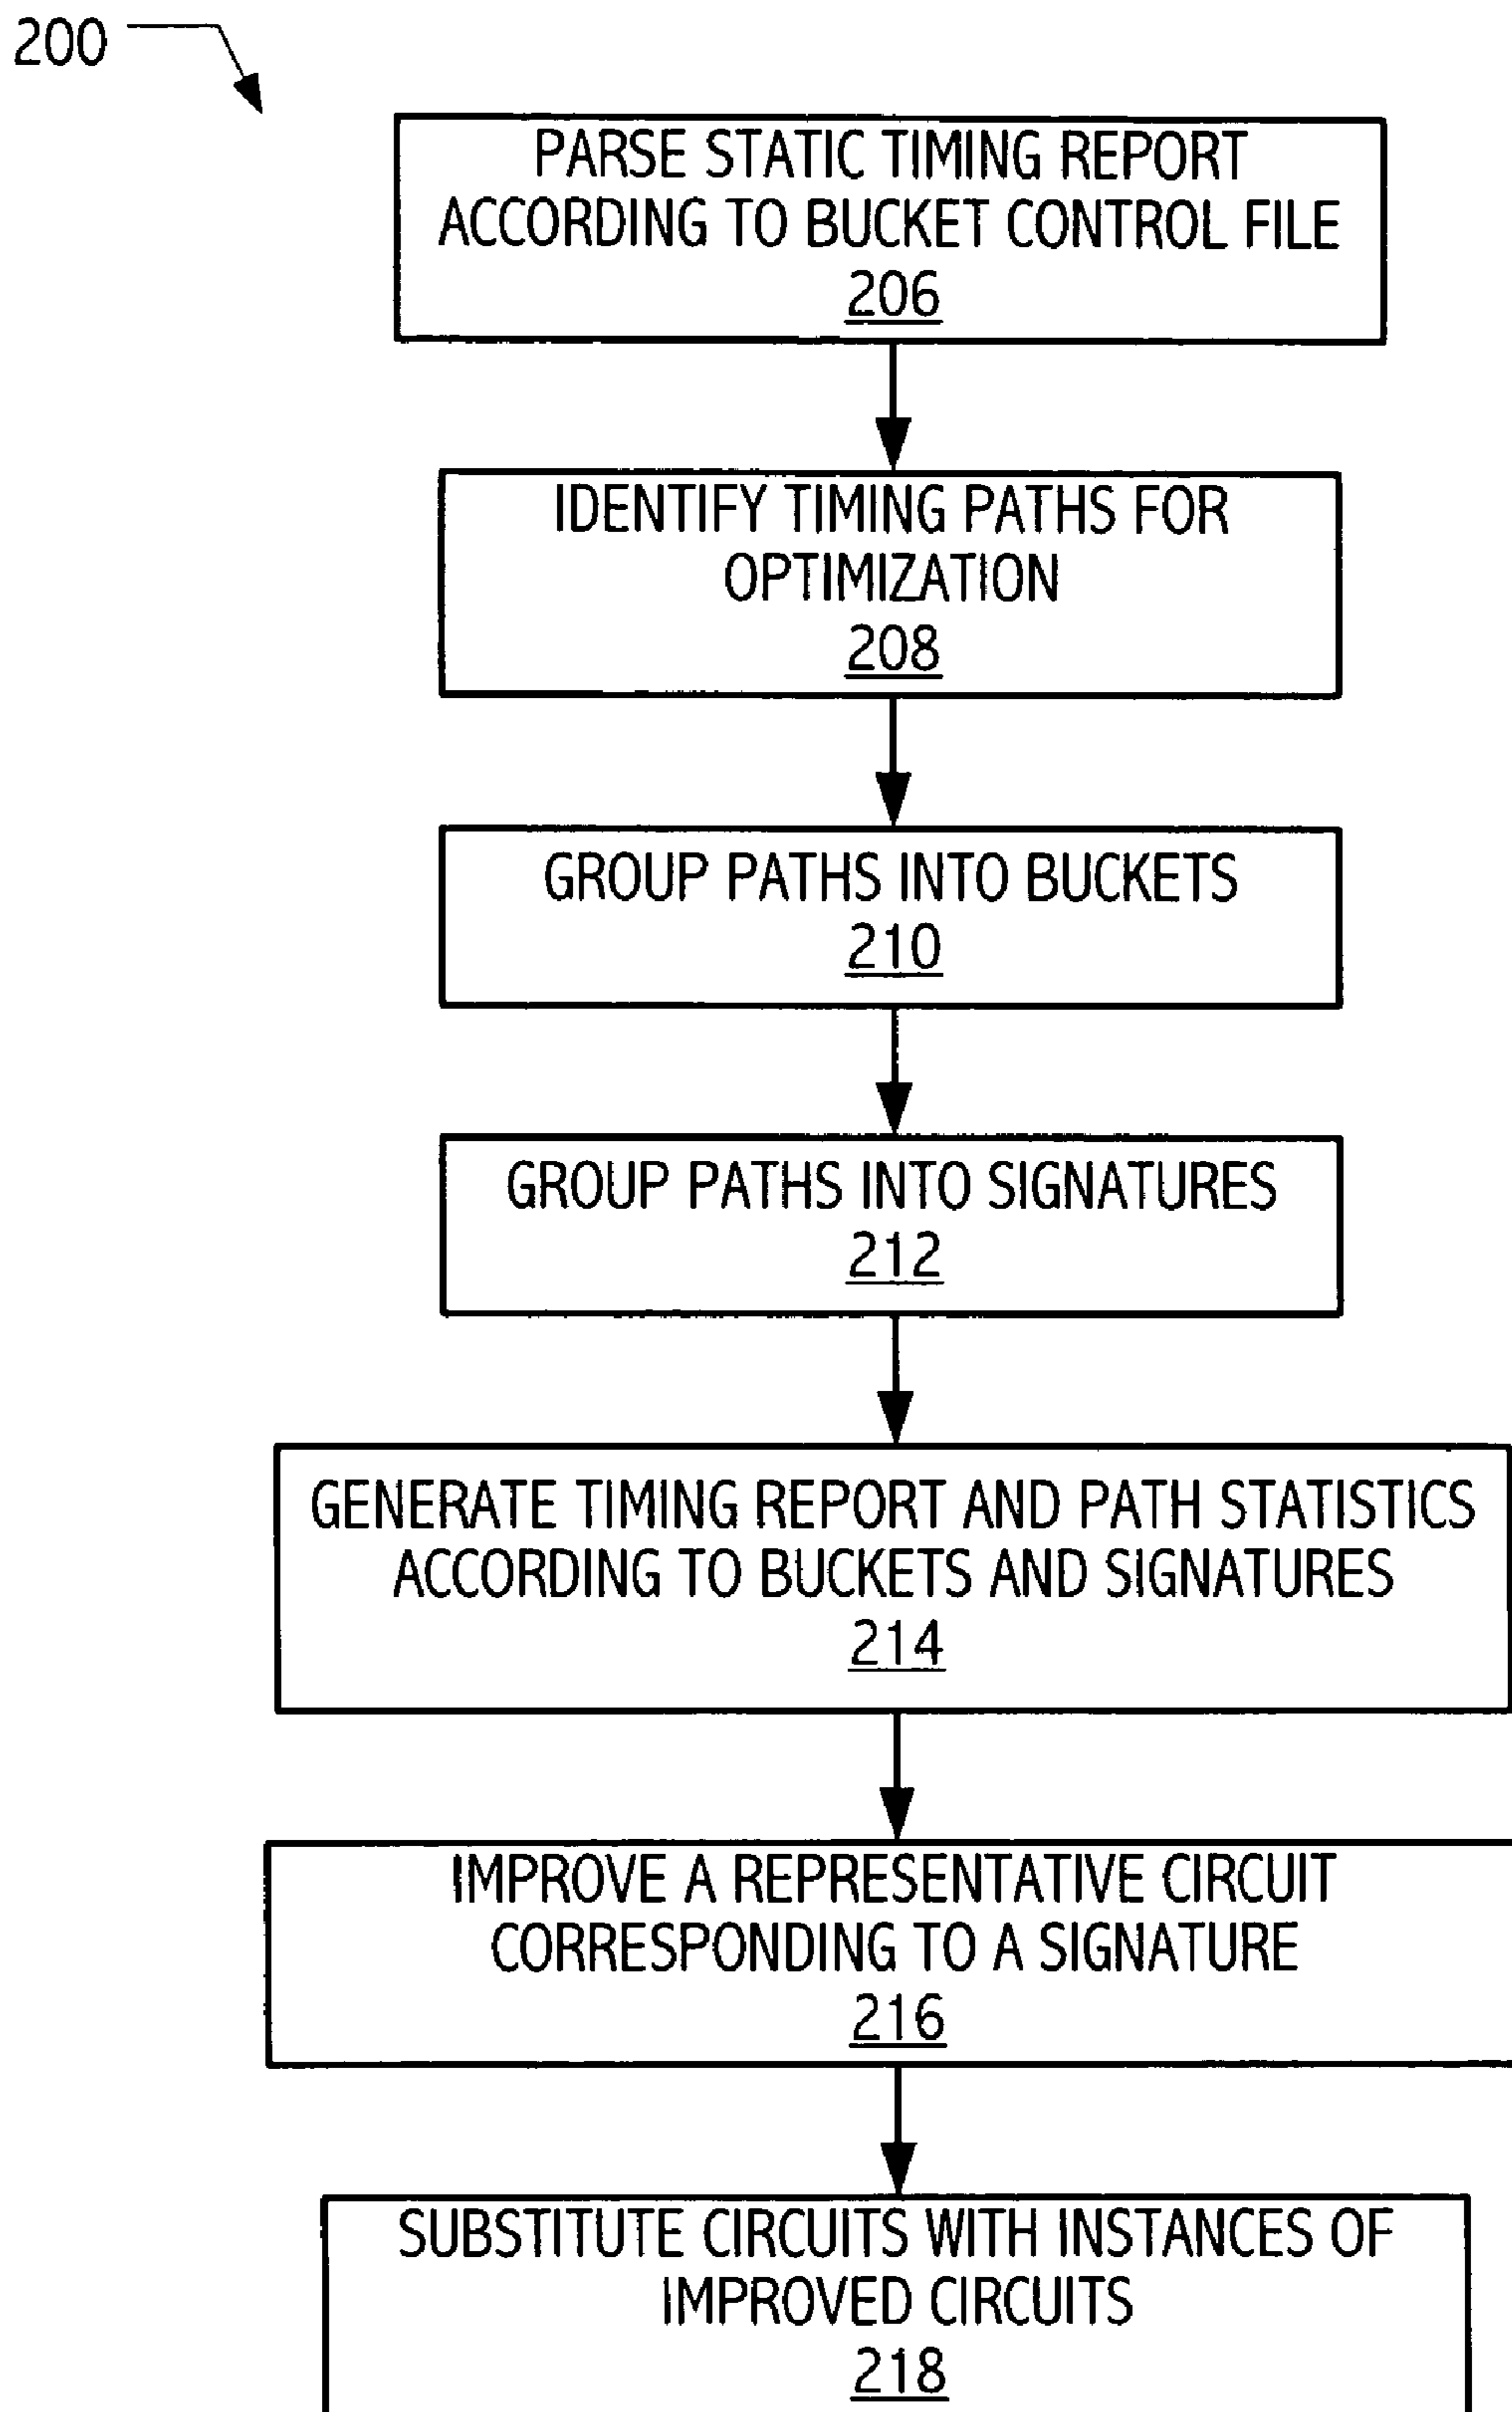 200
PARSE STATIC TIMING REPORT
ACCORDING TO BUCKET CONTROL FILE
206
IDENTIFY TIMING PATHS FOR
OPTIMIZATION
208
GROUP PATHS INTO BUCKETS
210
GROUP PATHS INTO SIGNATURES
212
GENERATE TIMING REPORT AND PATH STATISTICS
ACCORDING TO BUCKETS AND SIGNATURES
214
IMPROVE A REPRESENTATIVE CIRCUIT
CORRESPONDING TO A SIGNATURE
216
SUBSTITUTE CIRCUITS WITH INSTANCES OF
IMPROVED CIRCUITS
218